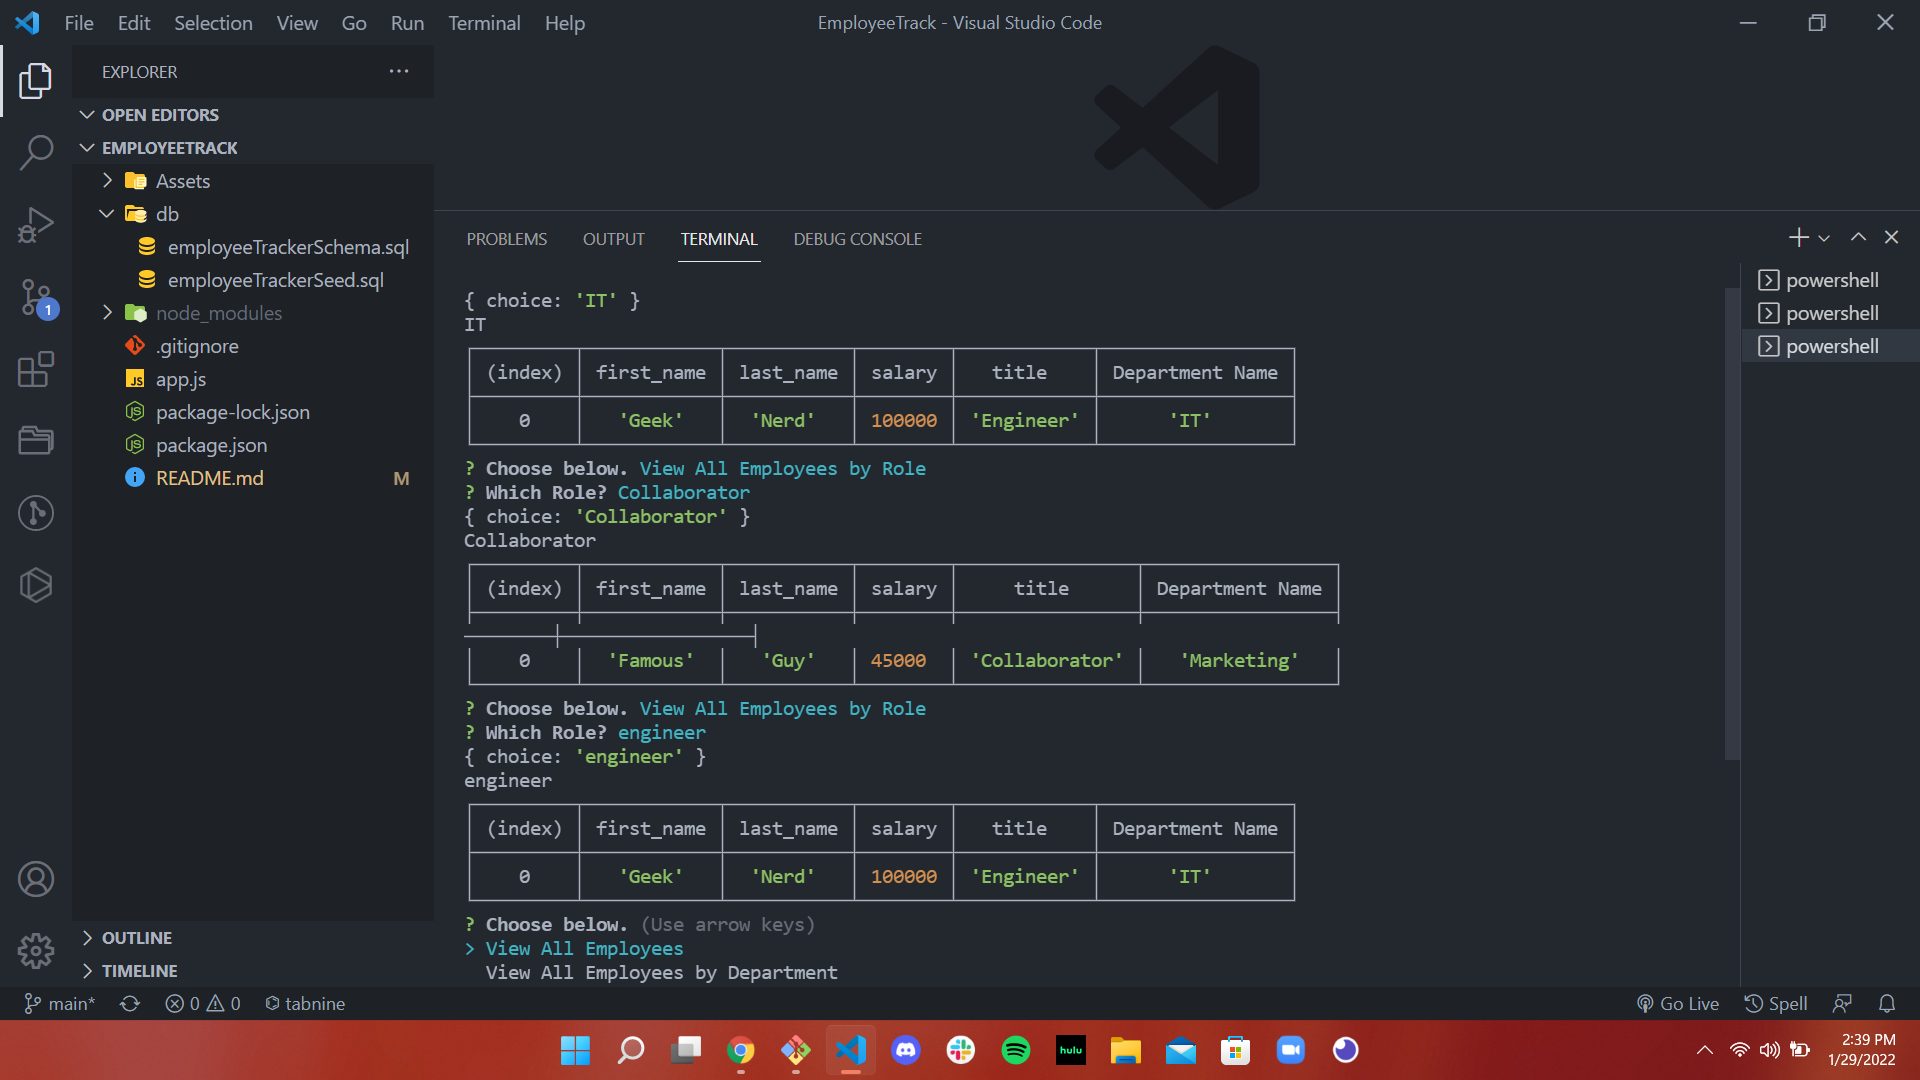 File Edit Selection View Go Run Terminal Help
EmployeeTrack - Visual Studio Code
EXPLORER
OPEN EDITORS
EMPLOYEETRACK
Assets
db
employeeTrackerSchema.sql
employeeTrackerSeed.sql
node_modules
.gitignore
app.js
package-lock.json
package.json
README.md M
1
OUTLINE
TIMELINE
PROBLEMS OUTPUT TERMINAL DEBUG CONSOLE
{ choice: 'IT' }
IT
(index) first_name last_name salary title Department Name
0 'Geek' 'Nerd' 100000 'Engineer' 'IT'
? Choose below. View All Employees by Role
? Which Role? Collaborator
{ choice: 'Collaborator' }
Collaborator
(index) first_name last_name salary title Department Name
0 'Famous' 'Guy' 45000 'Collaborator' 'Marketing'
? Choose below. View All Employees by Role
? Which Role? engineer
{ choice: 'engineer' }
engineer
(index) first_name last_name salary title Department Name
0 'Geek' 'Nerd' 100000 'Engineer' 'IT'
? Choose below. (Use arrow keys)
> View All Employees
View All Employees by Department
powershell
powershell
powershell
main* 0 0 tabnine
Go Live Spell
hulu
2:39 PM
1/29/2022